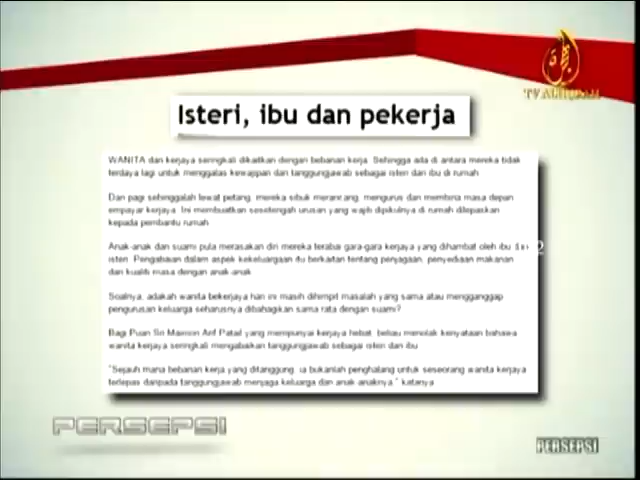 TV ALHIJRAH
Isteri, ibu dan pekerja
WANITA dan kerjaya seringkali dikaitkan dengan bebanan kerja. Sehingga ada di antara mereka tidak
terdaya lagi untuk menggalas kewajipan dan tanggungjawab sebagai isteri dan ibu di rumah
Dari pagi sehinggalah lewat petang, mereka sibuk merancang, mengurus dan membina masa depan
empayar kerjaya. Ini membuatkan sesetengah urusan yang wajib dipikulnya di rumah dilepaskan
kepada pembantu rumah
Anak-anak dan suami pula merasakan diri mereka terabai gara-gara kerjaya yang dihambat oleh ibu dan
isteri. Pengabaian dalam aspek kekeluargaan itu berkaitan tentang penjagaan, penyediaan makanan
dan kualiti masa dengan anak-anak
Soalnya, adakah wanita bekerjaya hari ini masih dihimpit masalah yang sama atau menganggap
pengurusan keluarga seharusnya dibahagikan sama rata dengan suami?
Bagi Puan Sri Maimon Arif Patail yang mempunyai kerjaya hebat, beliau menolak kenyataan bahawa
wanita kerjaya seringkali mengabaikan tanggungjawab sebagai isteri dan ibu
"Sejauh mana bebanan kerja yang ditanggung, ia bukanlah penghalang untuk seseorang wanita kerjaya
terlepas daripada tanggungjawab menjaga keluarga dan anak-anaknya." katanya
PERSEPSI
PERSEPSI